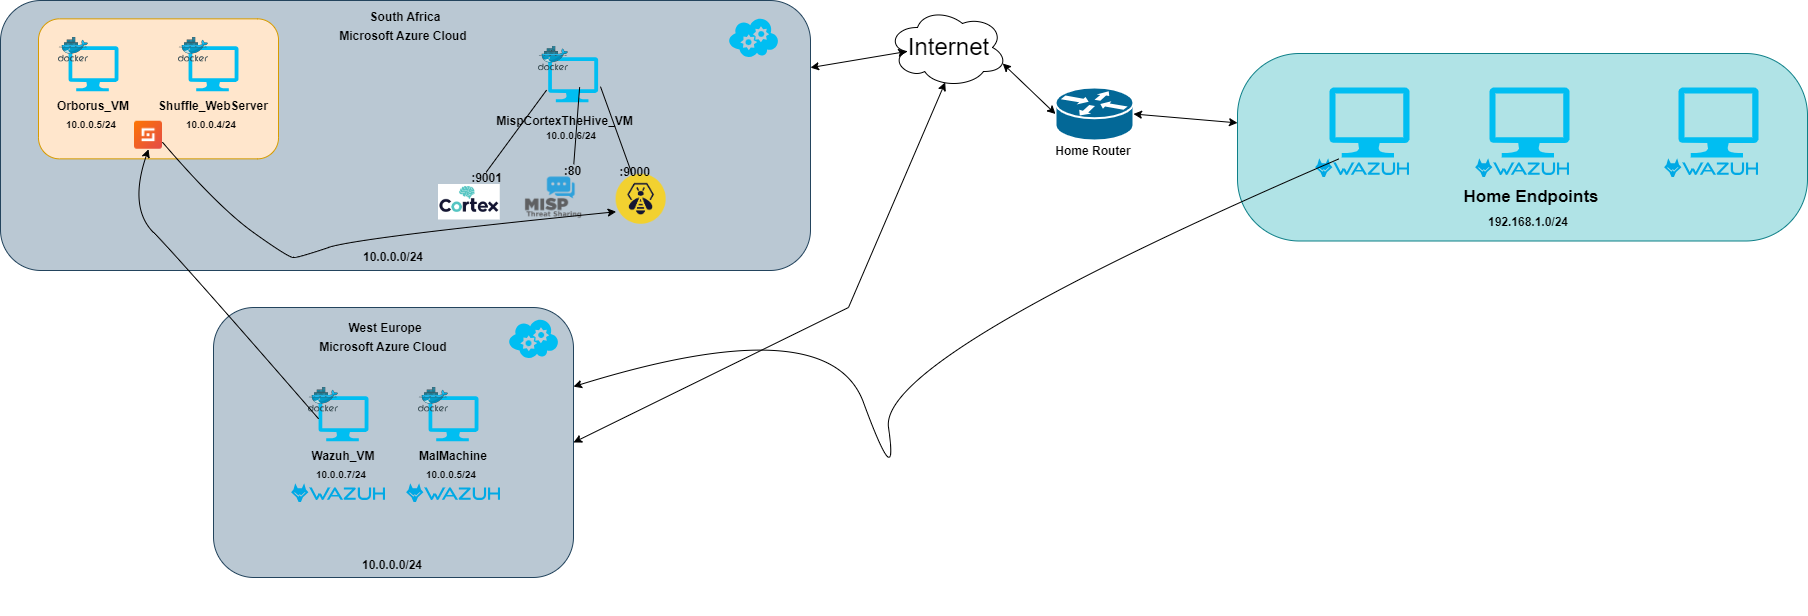 South Africa
Microsoft Azure Cloud
docker
docker
Orborus_VM
10.0.0.5/24
Shuffle_WebServer
10.0.0.4/24
docker
MispCortexTheHive_VM
10.0.0.6/24
:9001
:80
:9000
Cortex
MISP
Threat Sharing
10.0.0.0/24
Internet
Home Router
WAZUH
WAZUH
WAZUH
Home Endpoints
192.168.1.0/24
West Europe
Microsoft Azure Cloud
docker
docker
Wazuh_VM
10.0.0.7/24
WAZUH
MalMachine
10.0.0.5/24
WAZUH
10.0.0.0/24